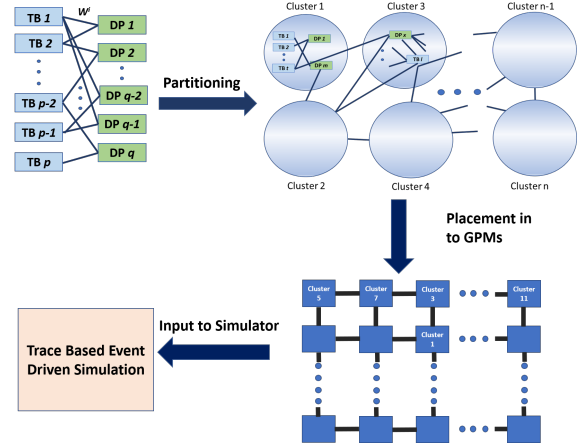 TB 1
W^i
DP 1
TB 2
DP 2
TB p-2
DP q-2
TB p-1
DP q-1
TB p
DP q
Partitioning
Cluster 1
Cluster 3
Cluster n-1
TB 1
DP 1
TB 2
TB t
DP m
DP x
TB l
Cluster 2
Cluster 4
Cluster n
Placement in
to GPMs
Cluster
5
Cluster
7
Cluster
3
Cluster
11
Cluster
1
Input to Simulator
Trace Based Event
Driven Simulation